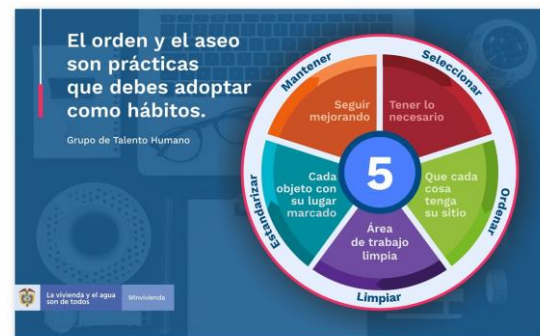 El orden y el aseo
son prácticas
que debes adoptar
como hábitos.
Grupo de Talento Humano
Mantener
Seleccionar
Ordenar
Limpiar
Estandarizar
Seguir
mejorando
Tener lo
necesario
Que cada
cosa
tenga
su sitio
Área
de trabajo
limpia
Cada
objeto con
su lugar
marcado
5
La vivienda y el agua
son de todos
Minvivienda